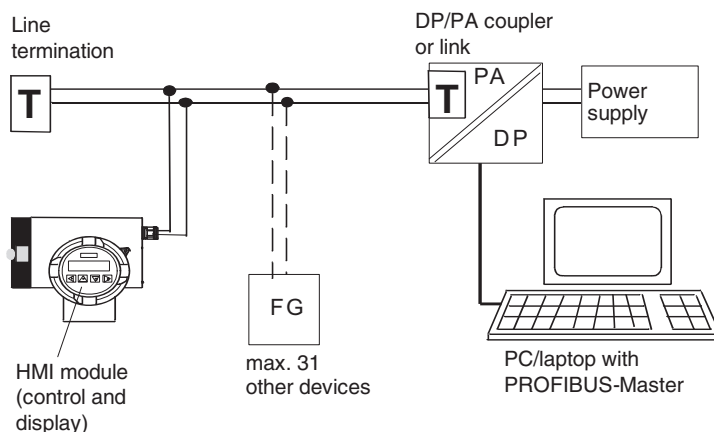 Line
termination
DP/PA coupler
or link
T
T
PA
DP
Power
supply
FG
HMI module
(control and
display)
max. 31
other devices
PC/laptop with
PROFIBUS-Master